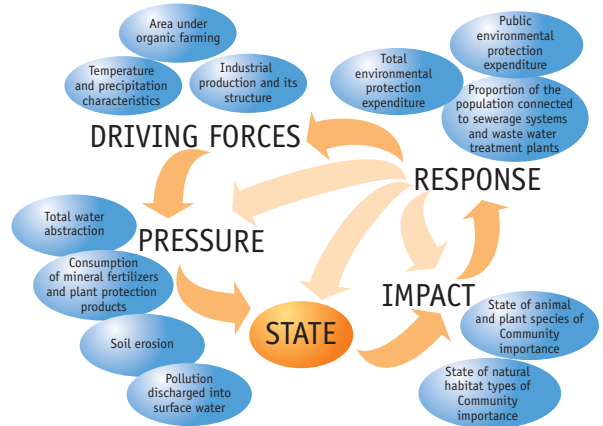 Area under
organic farming
Temperature
and precipitation
characteristics
Industrial
production and its
structure
DRIVING FORCES
Public
environmental
protection
expenditure
Total
environmental
protection
expenditure
Proportion of the
population connected
to sewerage systems
and waste water
treatment plants
RESPONSE
Total water
abstraction
Consumption
of mineral fertilizers
and plant protection
products
Soil erosion
Pollution
discharged into
surface water
PRESSURE
STATE
IMPACT
State of animal
and plant species of
Community
importance
State of natural
habitat types of
Community
importance